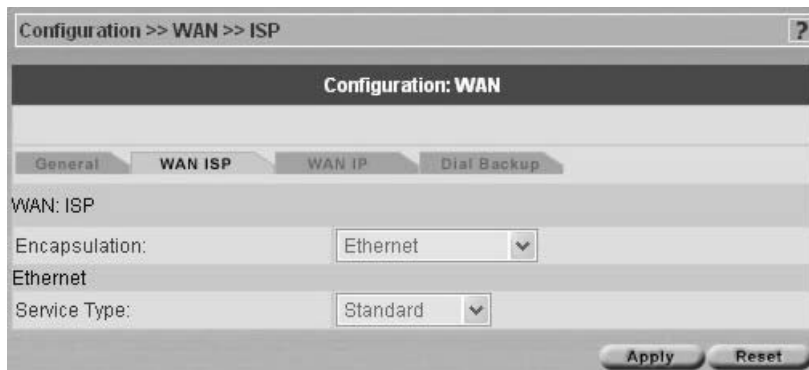 Configuration >> WAN >> ISP ?
Configuration: WAN
General WAN ISP WAN IP Dial Backup
WAN: ISP
Encapsulation: Ethernet
Ethernet
Service Type: Standard
Apply Reset